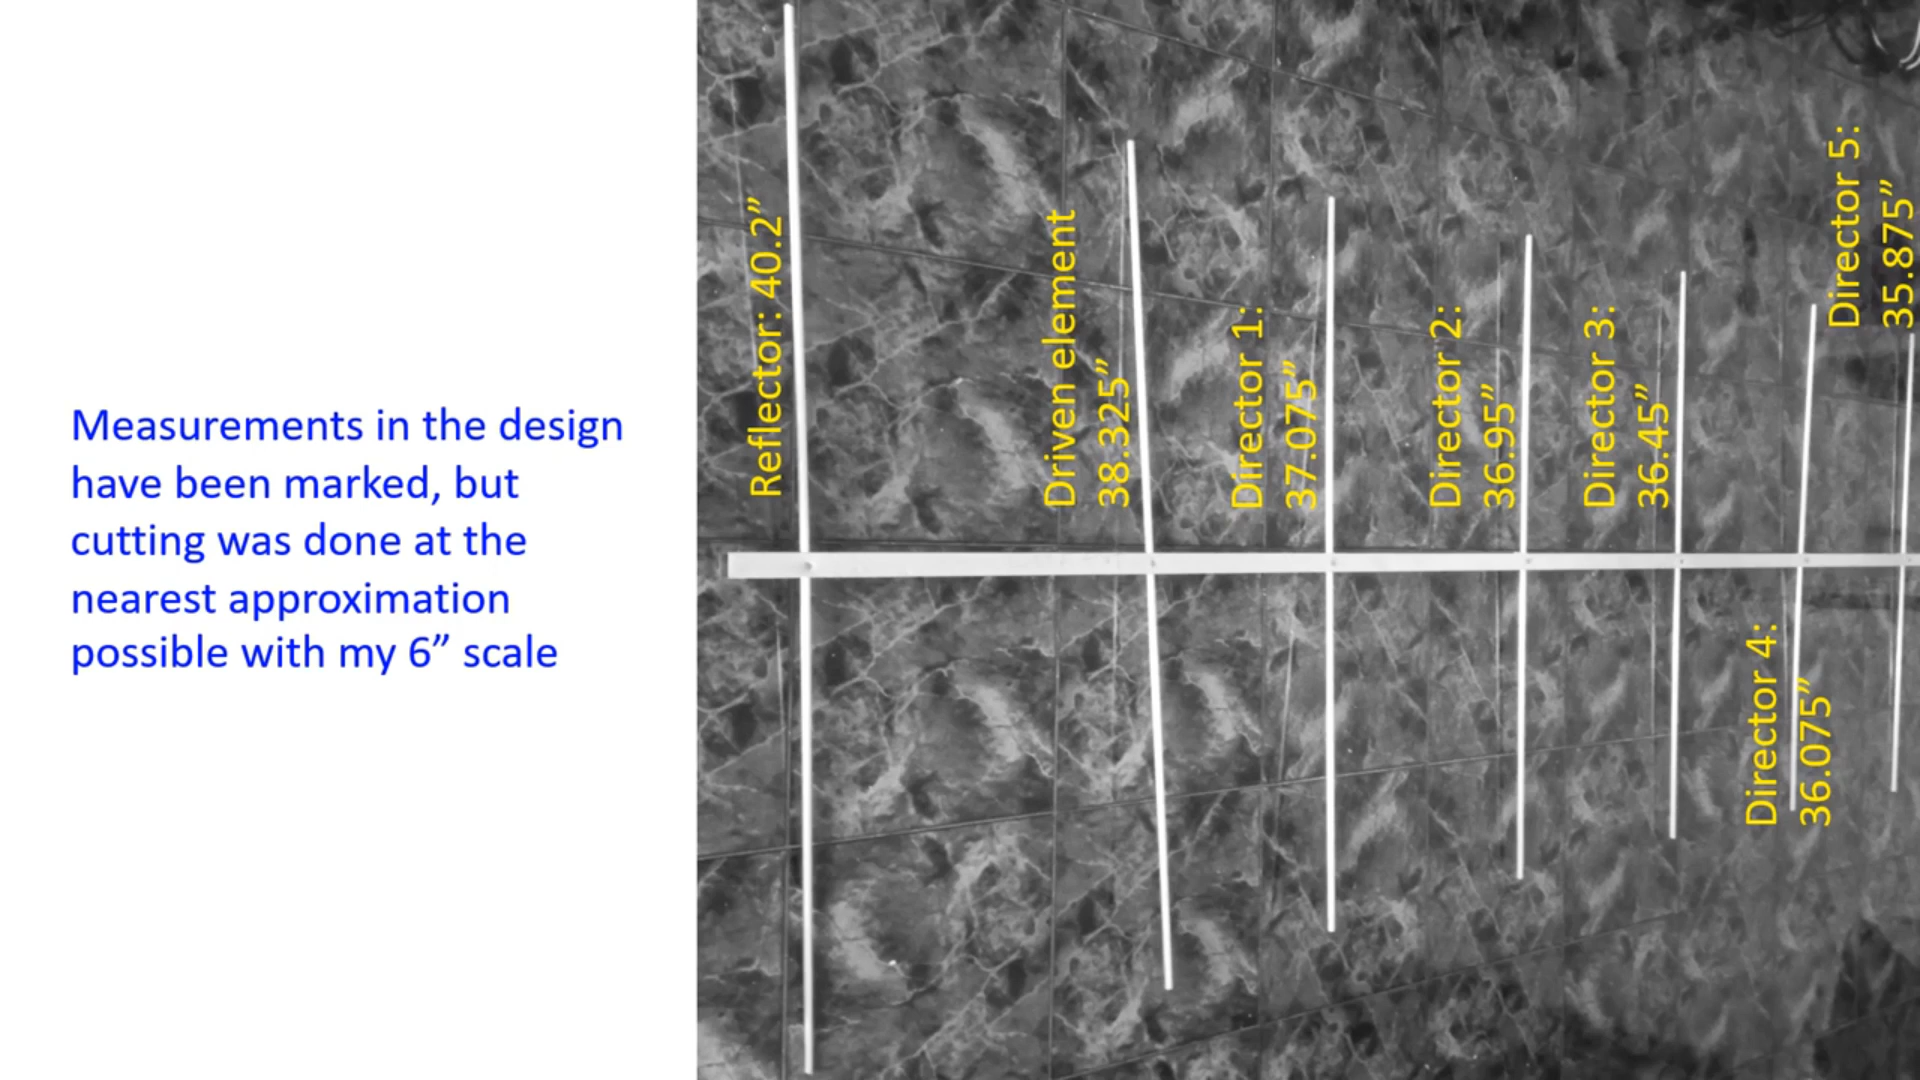 Measurements in the design
have been marked, but
cutting was done at the
nearest approximation
possible with my 6” scale
Reflector: 40.2”
Driven element
38.325”
Director 1:
37.075”
Director 2:
36.95”
Director 3:
36.45”
Director 4:
36.075”
Director 5:
35.875”